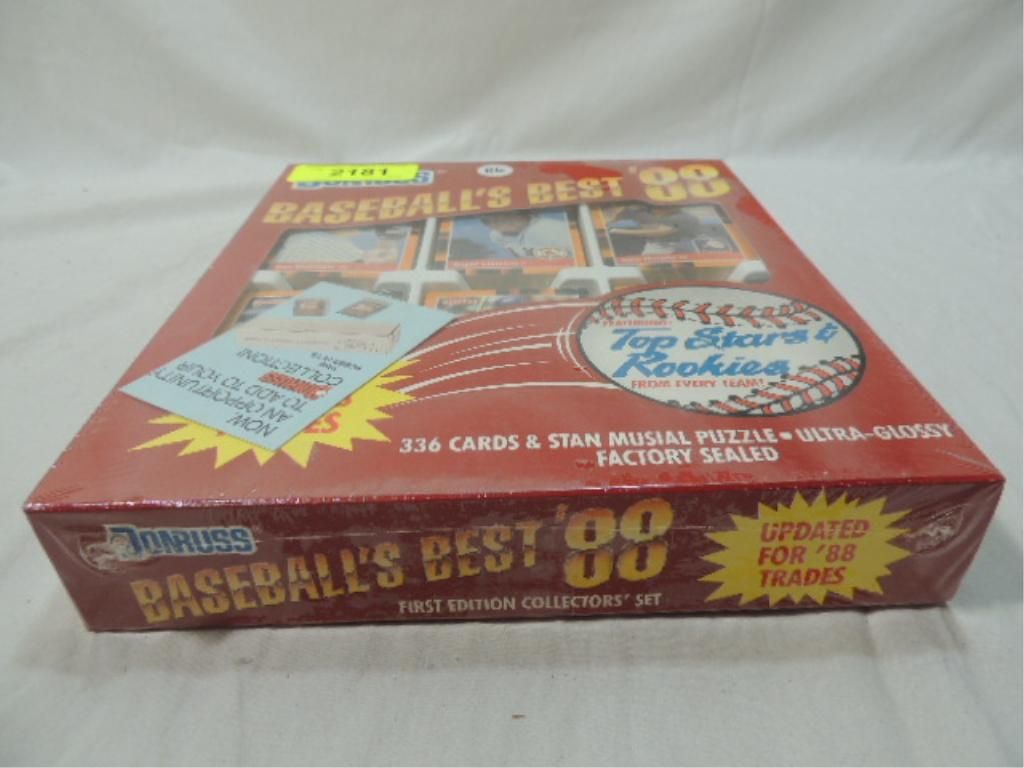 2181
DONRUSS
BASEBALL'S BEST '88
FEATURING:
Top Stars &
Rookies
FROM EVERY TEAM!
NOW
AN OPPORTUNITY
TO ADD TO YOUR
DONRUSS
COLLECTION!
336 CARDS & STAN MUSIAL PUZZLE • ULTRA-GLOSSY
FACTORY SEALED
DONRUSS
BASEBALL'S BEST '88
FIRST EDITION COLLECTORS' SET
UPDATED
FOR '88
TRADES